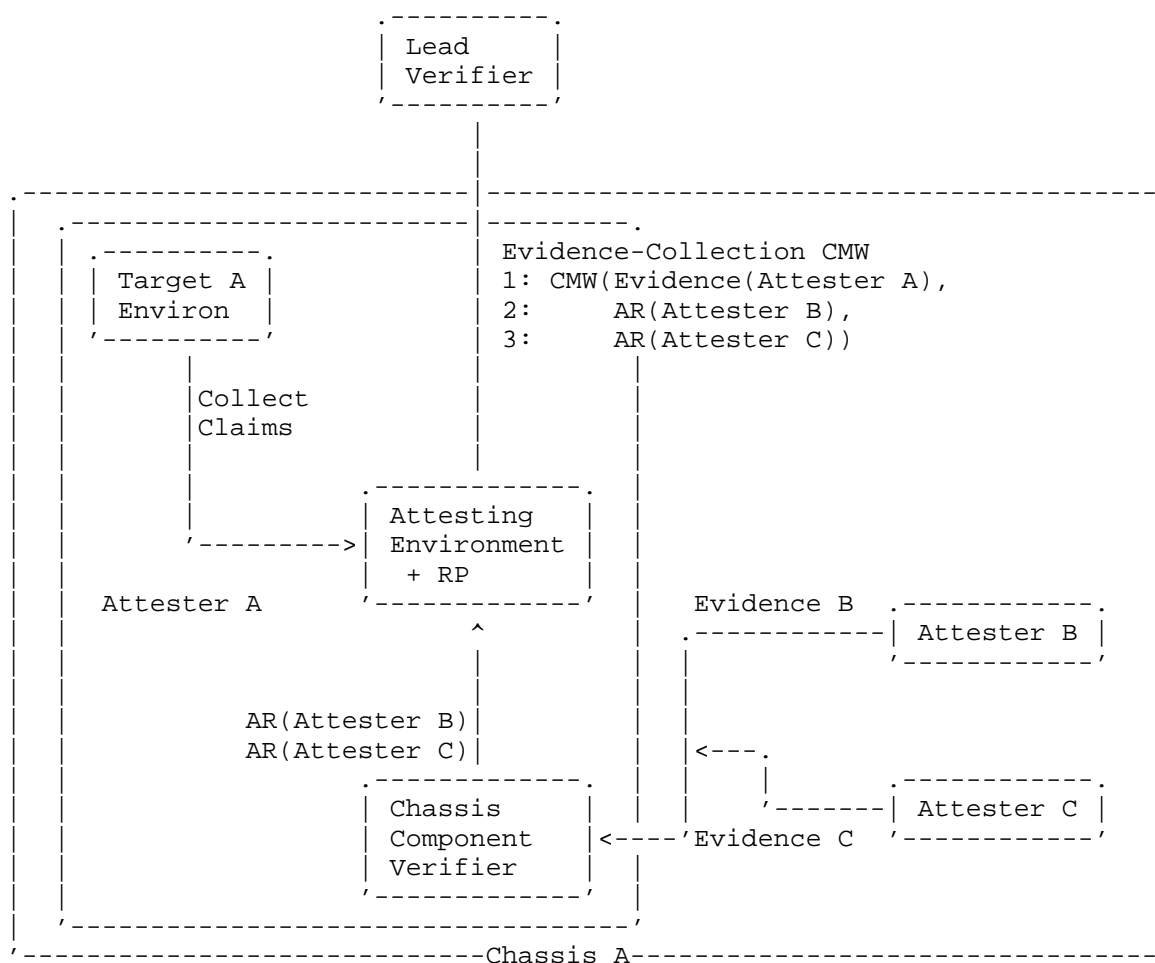 Lead
Verifier
Evidence-Collection CMW
Target A
1: CMW(Evidence(Attester A),
Environ
2: AR(Attester B),
3: AR(Attester C))
Collect
Claims
Attesting
Environment
+ RP
Attester A
Evidence B
Attester B
AR(Attester B)
AR(Attester C)
Chassis
Component
Verifier
Attester C
Evidence C
Chassis A